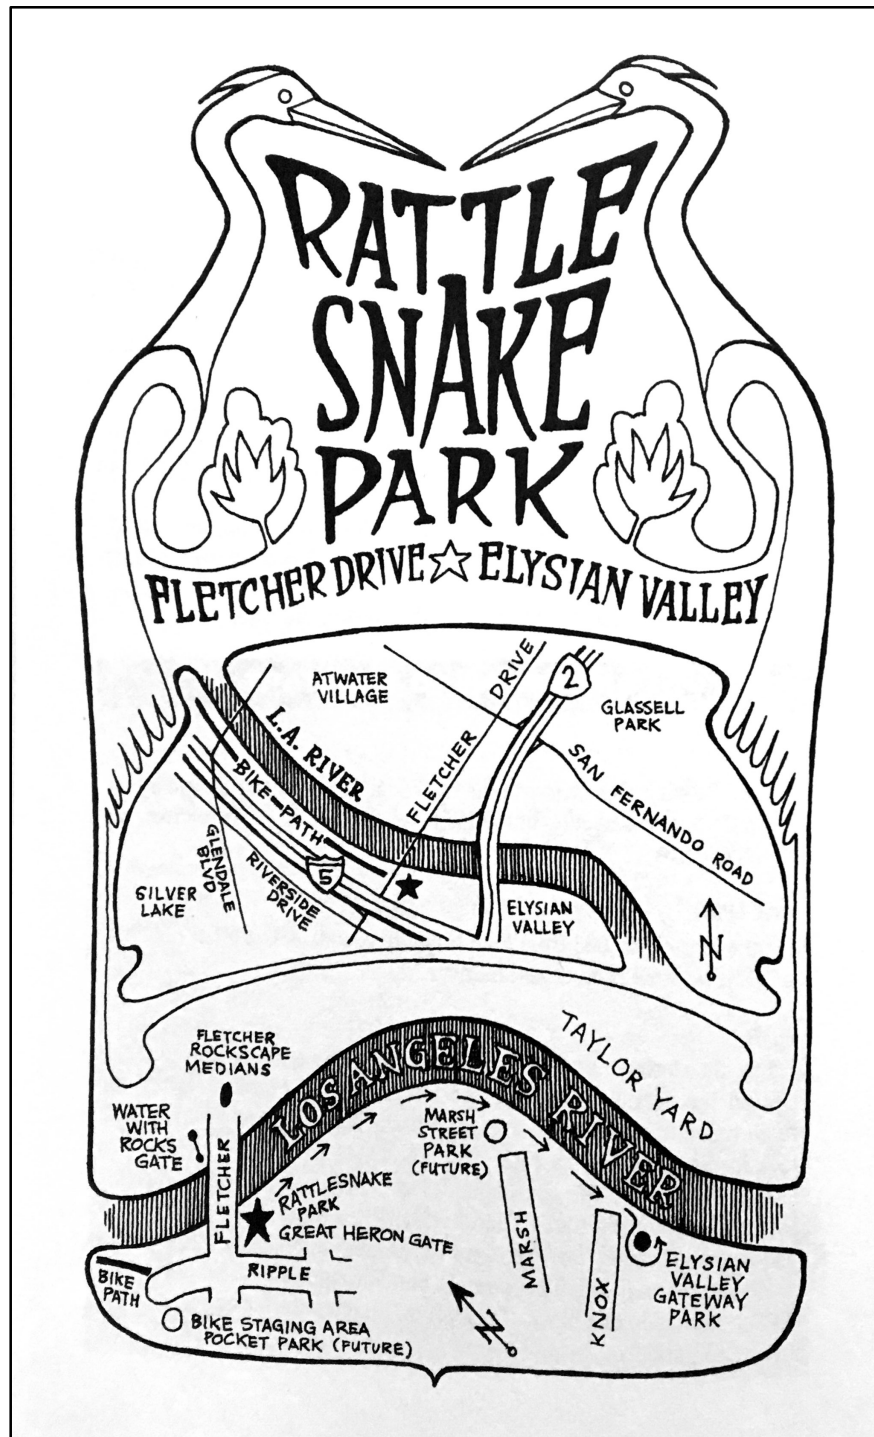 RATTLE
SNAKE
PARK
FLETCHER DRIVE ☆ ELYSIAN VALLEY
ATWATER
VILLAGE
DRIVE
FLETCHER
2
GLASSELL
PARK
L.A. RIVER
BIKE PATH
SAN FERNANDO ROAD
GLENDALE
BLVD
5
RIVERSIDE
DRIVE
SILVER
LAKE
ELYSIAN
VALLEY
N
FLETCHER
ROCKSCAPE
MEDIANS
LOS ANGELES RIVER
TAYLOR YARD
WATER
WITH
ROCKS
GATE
FLETCHER
MARSH
STREET
PARK
(FUTURE)
RATTLESNAKE
PARK
GREAT HERON GATE
MARSH
KNOX
RIPPLE
BIKE
PATH
ELYSIAN
VALLEY
GATEWAY
PARK
N
BIKE STAGING AREA
POCKET PARK (FUTURE)